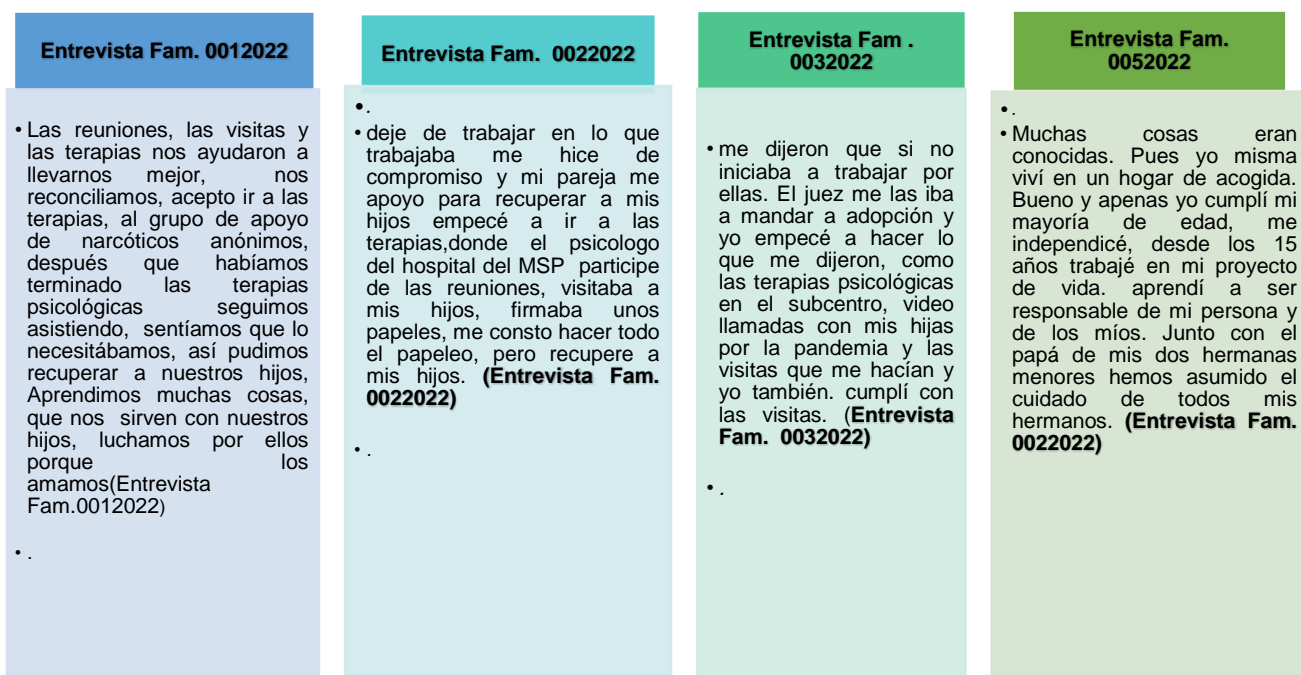 Entrevista Fam. 0012022
• Las reuniones, las visitas y
las terapias nos ayudaron a
llevarnos mejor, nos
reconciliamos, acepto ir a las
terapias, al grupo de apoyo
de narcóticos anónimos,
después que habíamos
terminado las terapias
psicológicas seguimos
asistiendo, sentíamos que lo
necesitábamos, así pudimos
recuperar a nuestros hijos,
Aprendimos muchas cosas,
que nos sirven con nuestros
hijos, luchamos por ellos
porque los
amamos(Entrevista
Fam.0012022)
• .
Entrevista Fam. 0022022
• .
• deje de trabajar en lo que
trabajaba me hice de
compromiso y mi pareja me
apoyo para recuperar a mis
hijos empecé a ir a las
terapias,donde el psicologo
del hospital del MSP participe
de las reuniones, visitaba a
mis hijos, firmaba unos
papeles, me consto hacer todo
el papeleo, pero recupere a
mis hijos. (Entrevista Fam.
0022022)
• .
Entrevista Fam .
0032022
• me dijeron que si no
iniciaba a trabajar por
ellas. El juez me las iba
a mandar a adopción y
yo empecé a hacer lo
que me dijeron, como
las terapias psicológicas
en el subcentro, video
llamadas con mis hijas
por la pandemia y las
visitas que me hacían y
yo también. cumplí con
las visitas. (Entrevista
Fam. 0032022)
• .
Entrevista Fam.
0052022
• .
• Muchas cosas eran
conocidas. Pues yo misma
viví en un hogar de acogida.
Bueno y apenas yo cumplí mi
mayoría de edad, me
independicé, desde los 15
años trabajé en mi proyecto
de vida. aprendí a ser
responsable de mi persona y
de los míos. Junto con el
papá de mis dos hermanas
menores hemos asumido el
cuidado de todos mis
hermanos. (Entrevista Fam.
0022022)